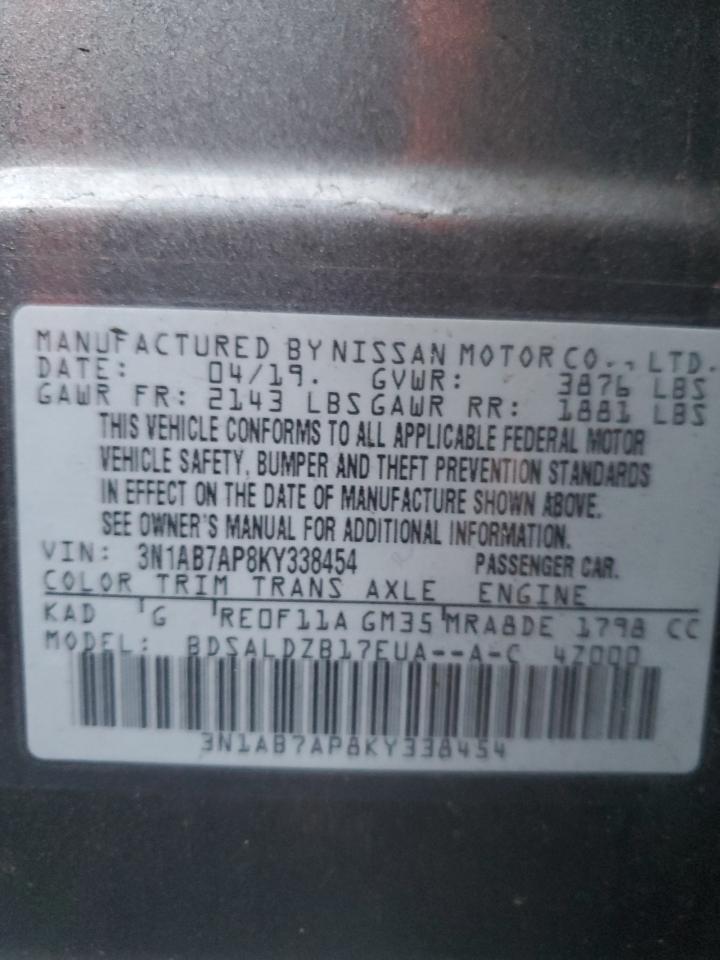 MANUFACTURED BY NISSAN MOTOR CO., LTD.
DATE: 04/19. GVWR: 3876 LBS
GAWR FR: 2143 LBS GAWR RR: 1881 LBS
THIS VEHICLE CONFORMS TO ALL APPLICABLE FEDERAL MOTOR
VEHICLE SAFETY, BUMPER AND THEFT PREVENTION STANDARDS
IN EFFECT ON THE DATE OF MANUFACTURE SHOWN ABOVE.
SEE OWNER'S MANUAL FOR ADDITIONAL INFORMATION.
VIN: 3N1AB7AP8KY338454 PASSENGER CAR.
COLOR TRIM TRANS AXLE ENGINE
KAD G RE0F11A GM35 MRA8DE 1798 CC
MODEL: BDSALDZB17EUA--A-C 47000
3N1AB7AP8KY338454